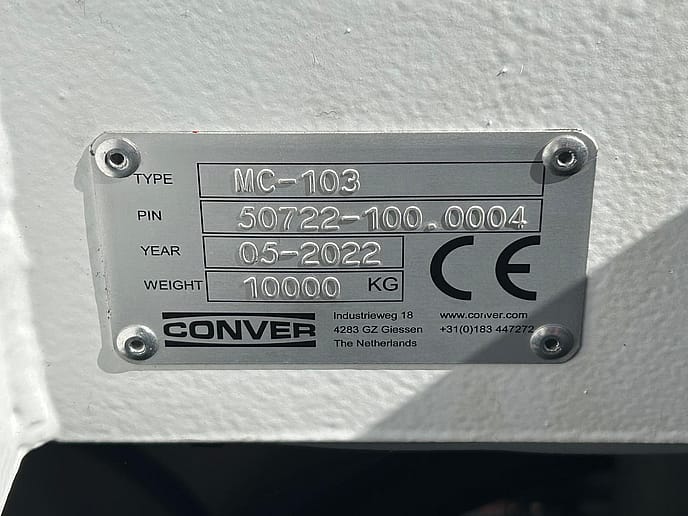 TYPE MC-103
PIN 50722-100.0004
YEAR 05-2022
WEIGHT 10000 KG
CE
CONVER
Industrieweg 18 www.conver.com
4283 GZ Giessen +31(0)183 447272
The Netherlands